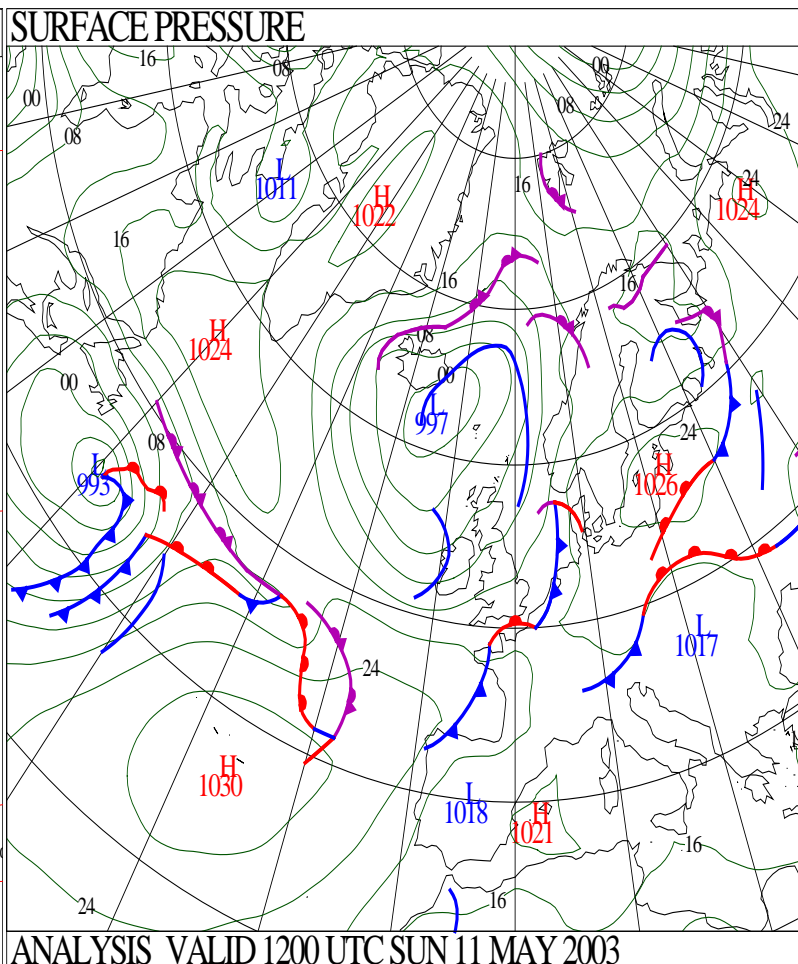 SURFACE PRESSURE
16
08
00
00
08
08
24
L
1011
16
24
H
1024
H
1022
16
16
16
H
1024
08
00
00
L
997
08
24
L
993
H
1026
L
1017
24
H
1030
L
1018
H
1021
16
16
24
ANALYSIS VALID 1200 UTC SUN 11 MAY 2003